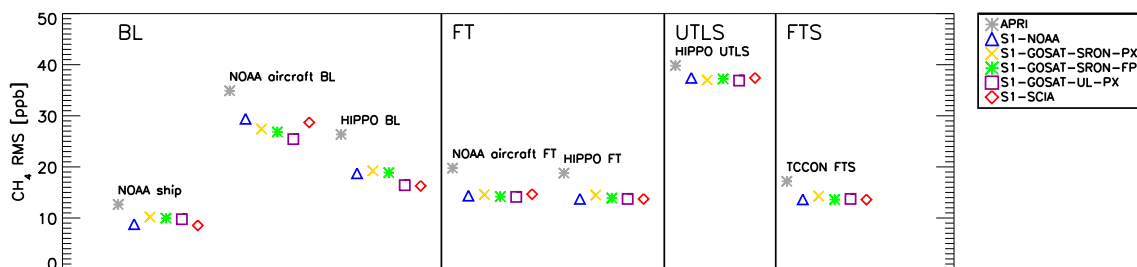 50
40
30
20
10
0
CH4 RMS [ppb]
BL
FT
UTLS
FTS
HIPPO UTLS
NOAA aircraft BL
HIPPO BL
NOAA aircraft FT
HIPPO FT
TCCON FTS
NOAA ship
APRI
S1-NOAA
S1-GOSAT-SRON-PX
S1-GOSAT-SRON-FP
S1-GOSAT-UL-PX
S1-SCIA